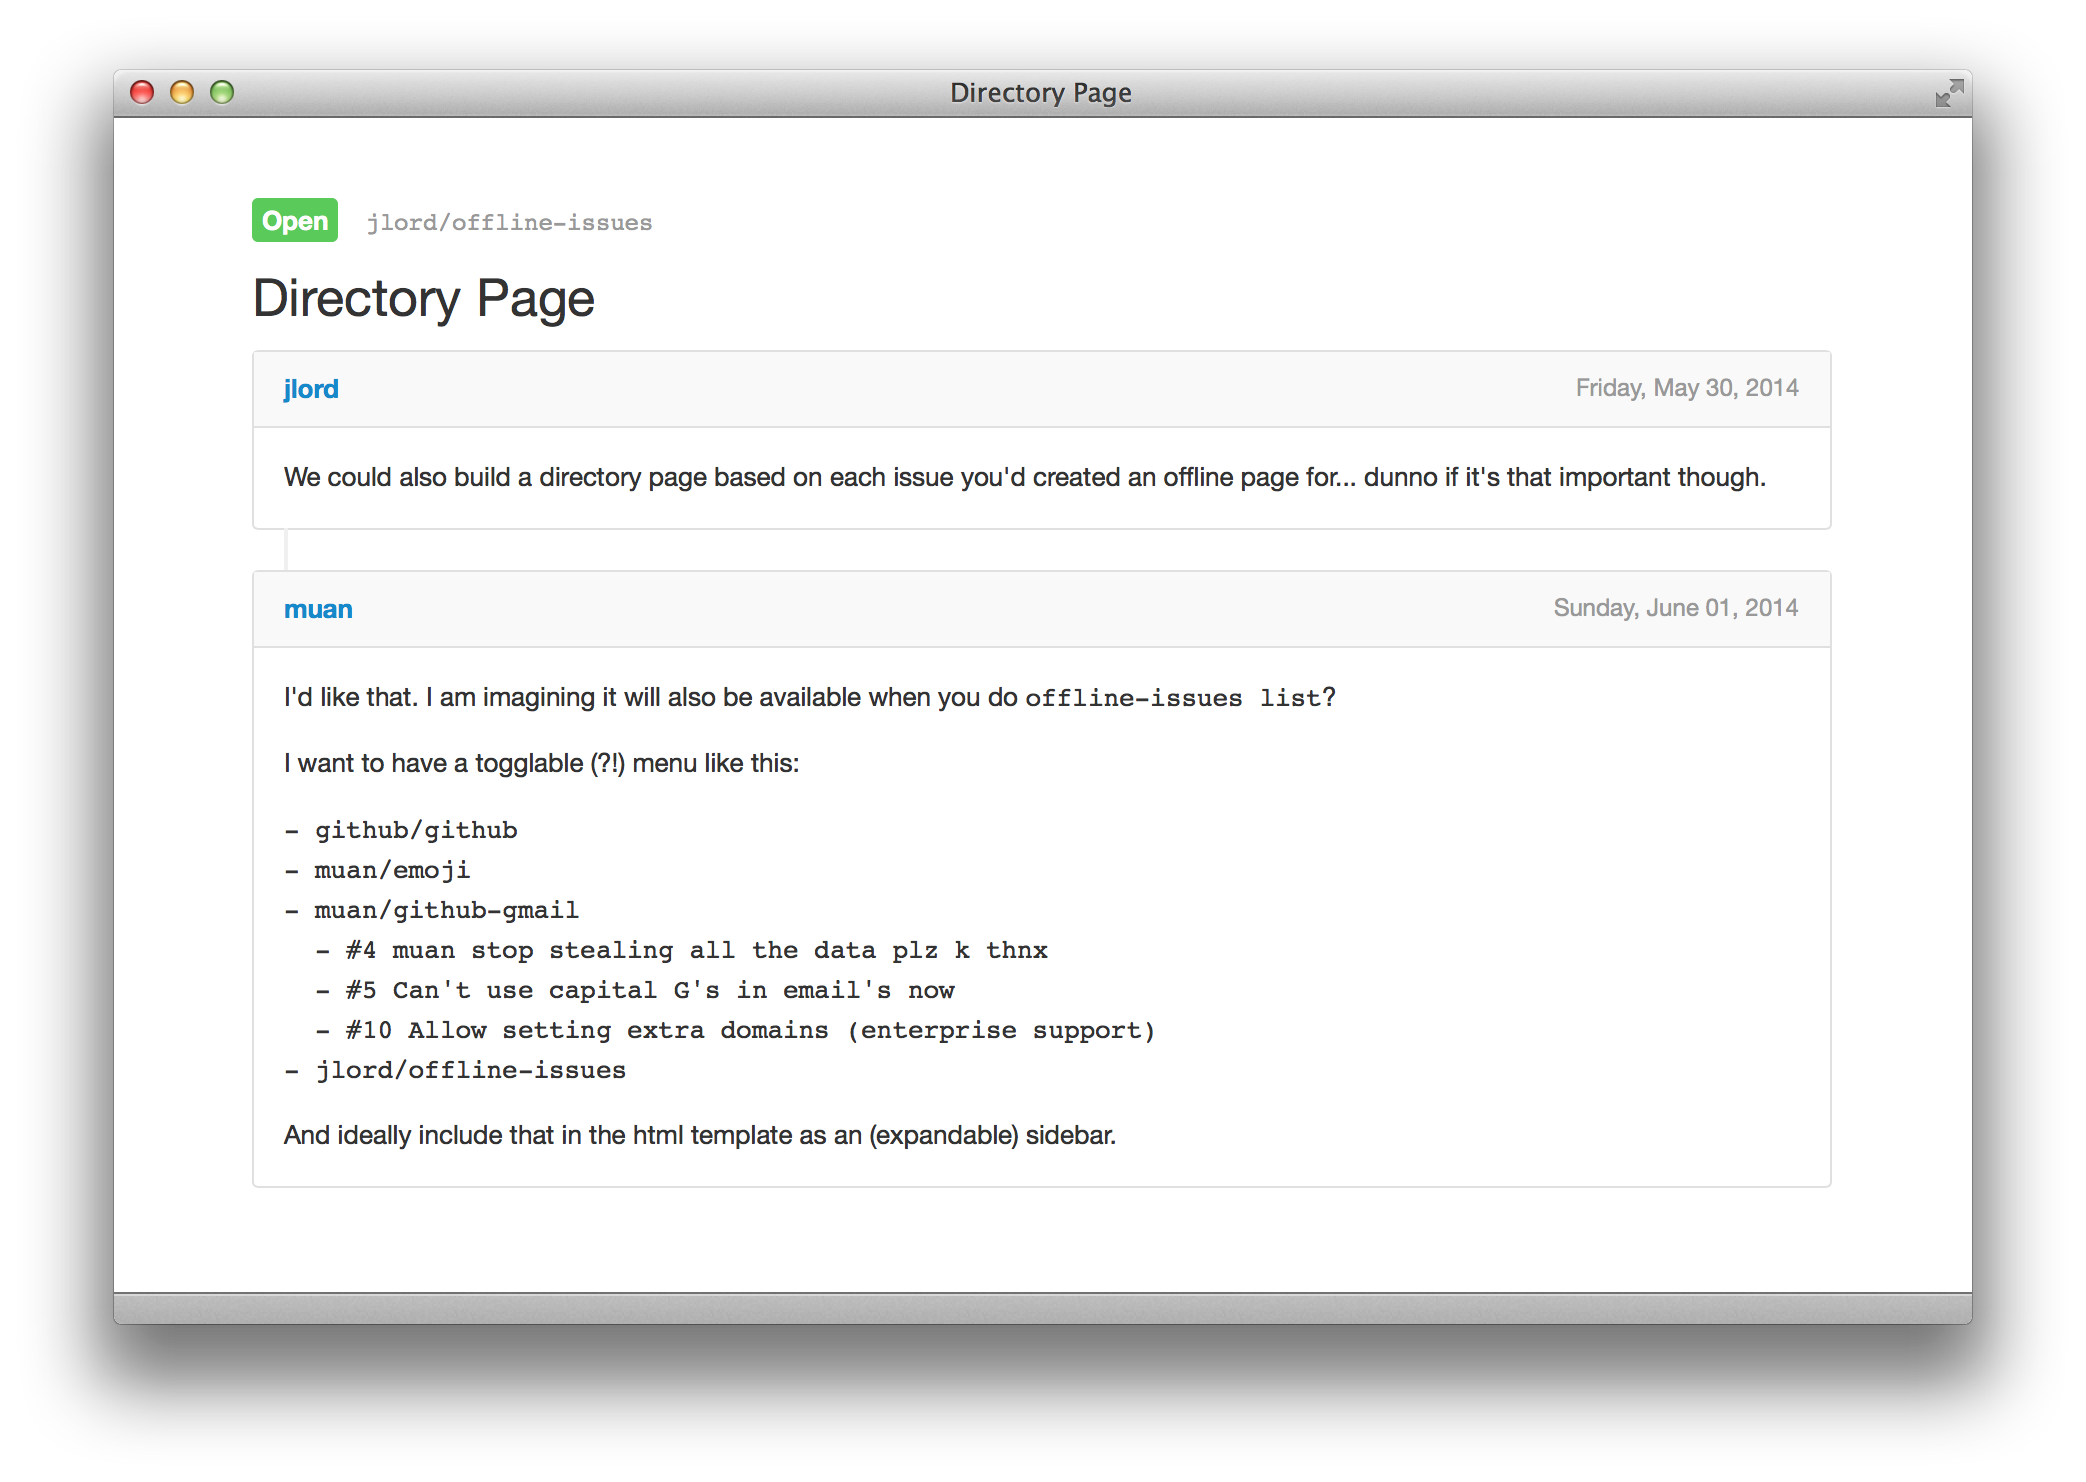 Directory Page
Open jlord/offline-issues
Directory Page
jlord Friday, May 30, 2014
We could also build a directory page based on each issue you'd created an offline page for... dunno if it's that important though.
muan Sunday, June 01, 2014
I'd like that. I am imagining it will also be available when you do offline-issues list?
I want to have a togglable (?!) menu like this:
- github/github
- muan/emoji
- muan/github-gmail
  - #4 muan stop stealing all the data plz k thnx
  - #5 Can't use capital G's in email's now
  - #10 Allow setting extra domains (enterprise support)
- jlord/offline-issues
And ideally include that in the html template as an (expandable) sidebar.